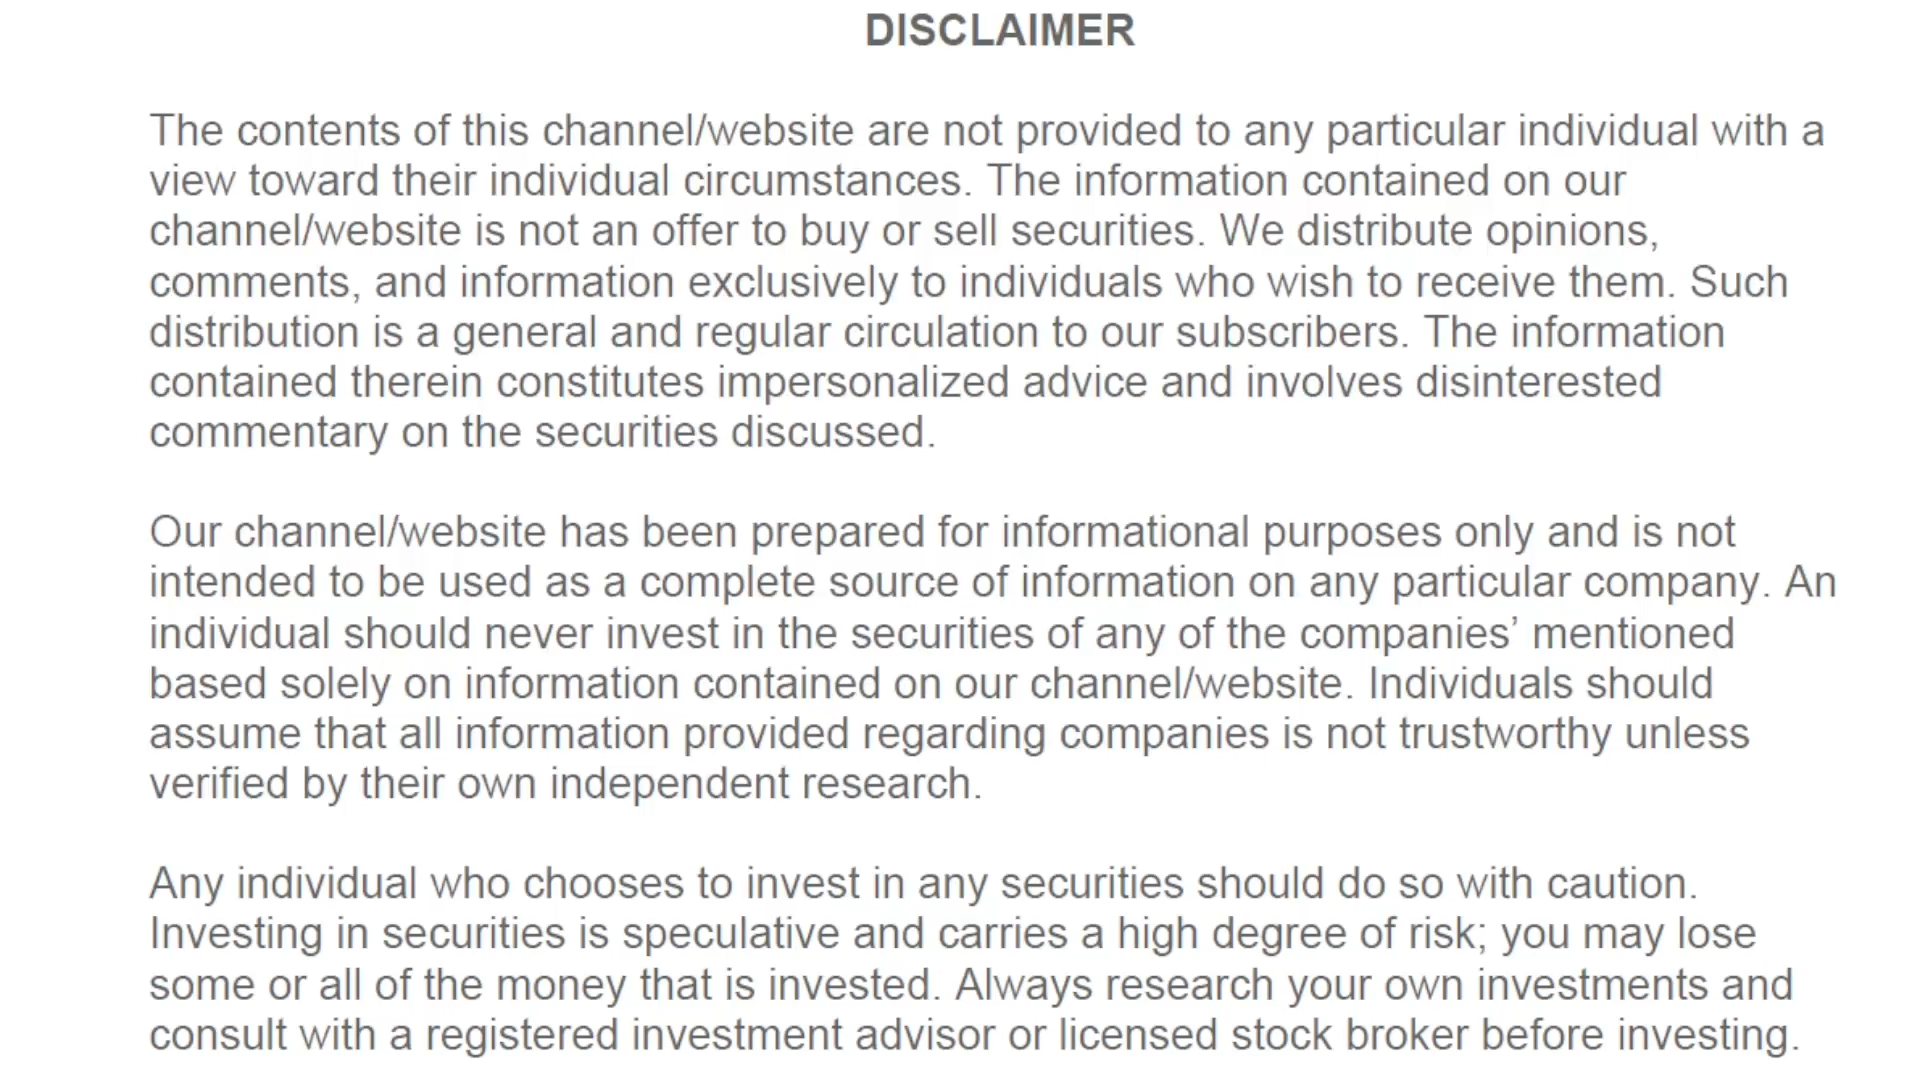 DISCLAIMER
The contents of this channel/website are not provided to any particular individual with a
view toward their individual circumstances. The information contained on our
channel/website is not an offer to buy or sell securities. We distribute opinions,
comments, and information exclusively to individuals who wish to receive them. Such
distribution is a general and regular circulation to our subscribers. The information
contained therein constitutes impersonalized advice and involves disinterested
commentary on the securities discussed.
Our channel/website has been prepared for informational purposes only and is not
intended to be used as a complete source of information on any particular company. An
individual should never invest in the securities of any of the companies’ mentioned
based solely on information contained on our channel/website. Individuals should
assume that all information provided regarding companies is not trustworthy unless
verified by their own independent research.
Any individual who chooses to invest in any securities should do so with caution.
Investing in securities is speculative and carries a high degree of risk; you may lose
some or all of the money that is invested. Always research your own investments and
consult with a registered investment advisor or licensed stock broker before investing.